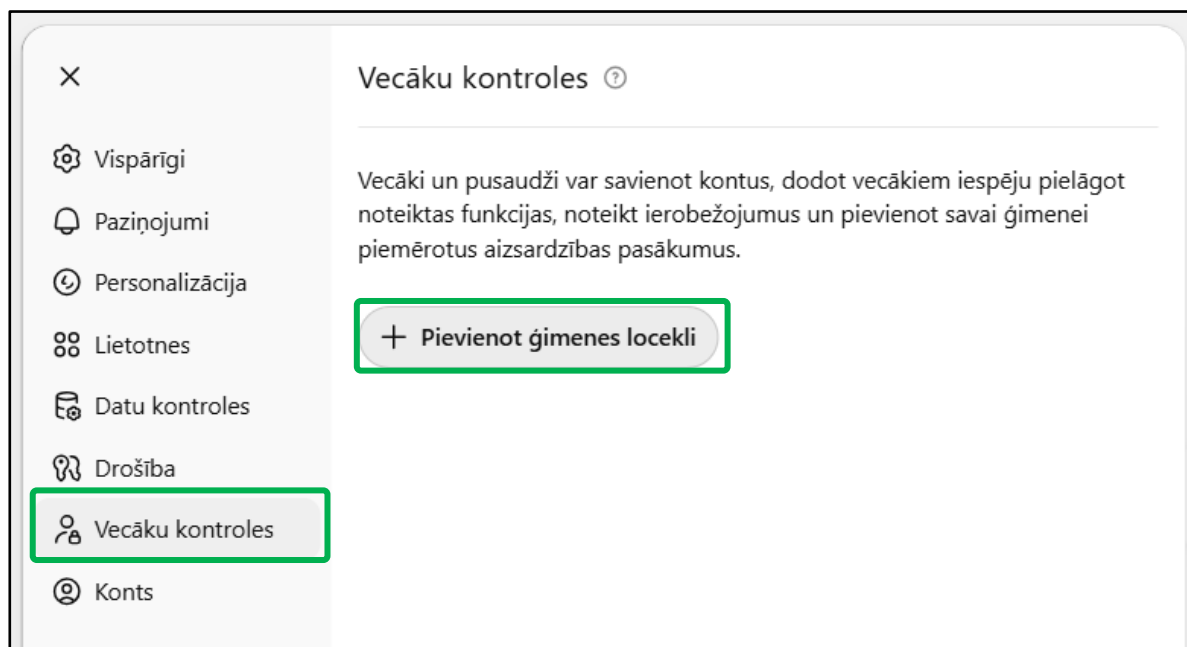 Vispārīgi
Paziņojumi
Personalizācija
Lietotnes
Datu kontroles
Drošība
Vecāku kontroles
Konts
Vecāku kontroles
Vecāki un pusaudži var savienot kontus, dodot vecākiem iespēju pielāgot
noteiktas funkcijas, noteikt ierobežojumus un pievienot savai ģimenei
piemērotus aizsardzības pasākumus.
+ Pievienot ģimenes locekli